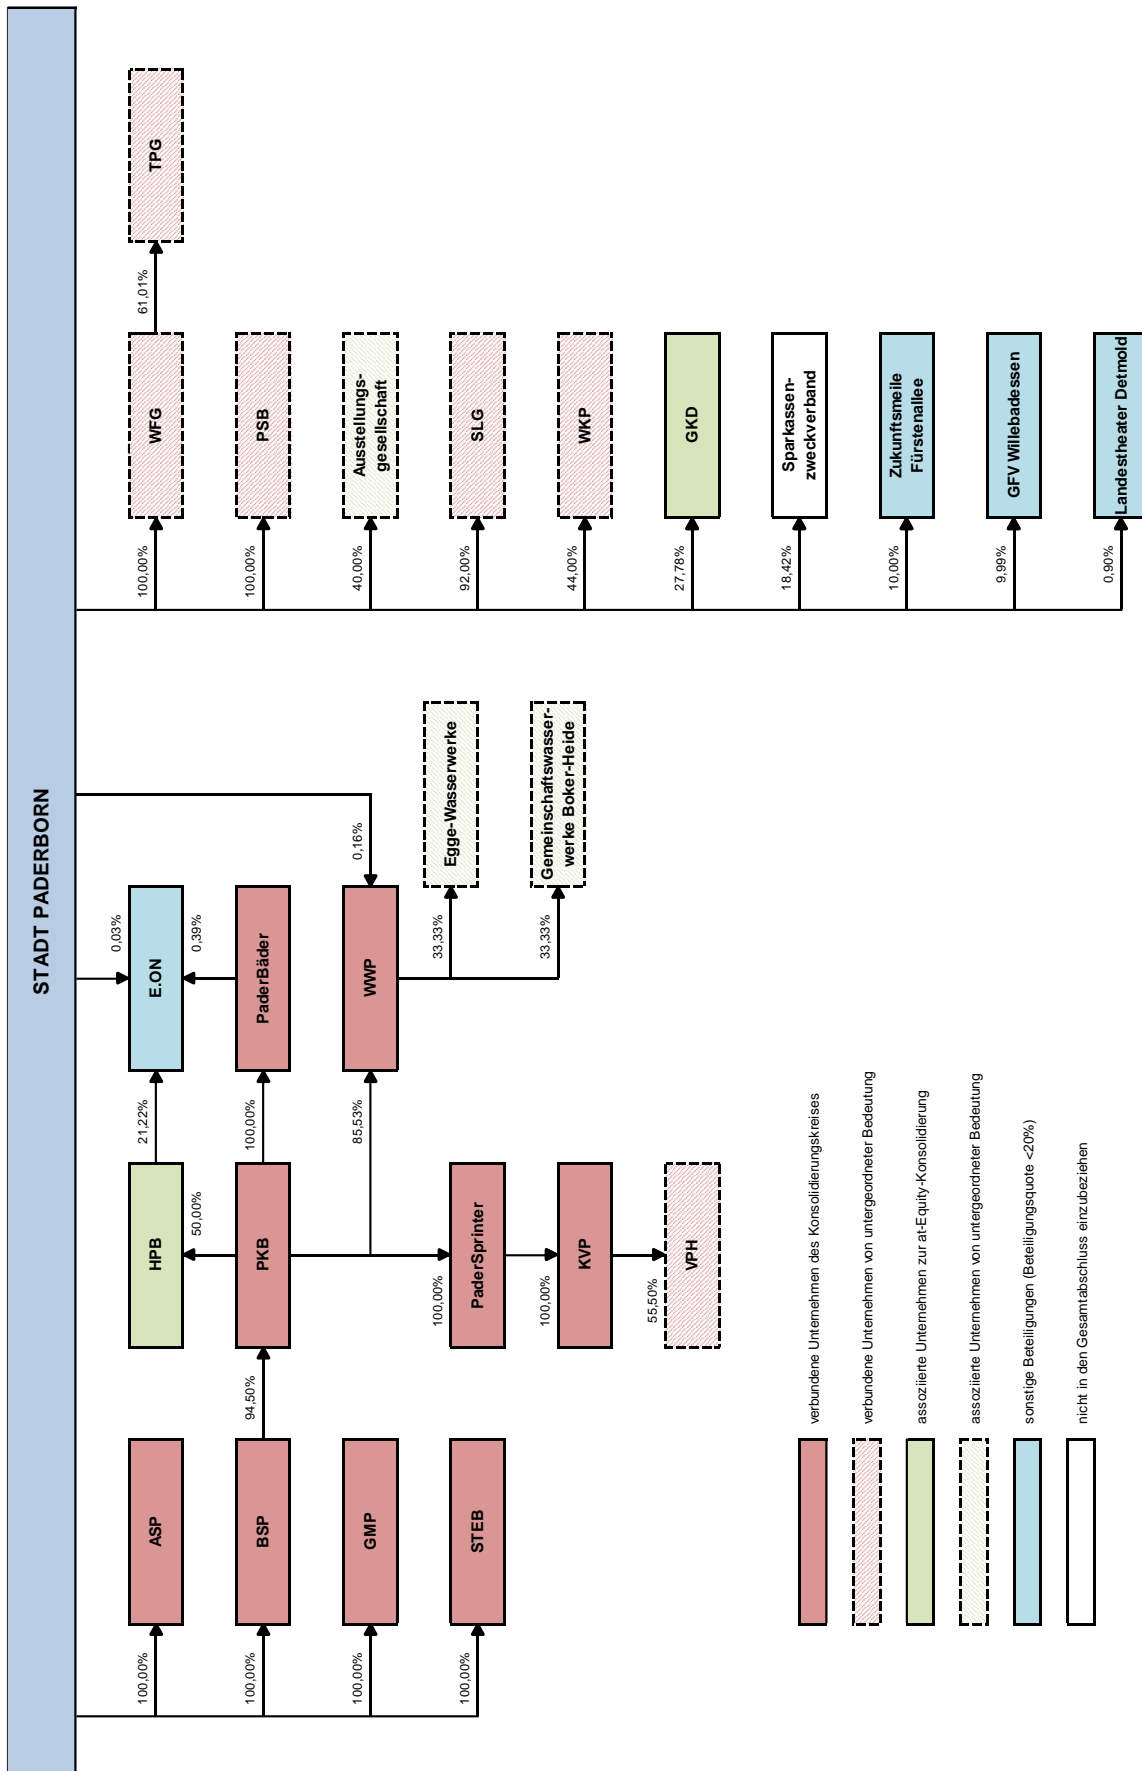 STADT PADERBORN
100,00%
ASP
100,00%
BSP
94,50%
100,00%
GMP
100,00%
STEB
HPB
21,22%
50,00%
PKB
100,00%
85,53%
100,00%
PaderSprinter
100,00%
KVP
55,50%
VPH
E.ON
0,03%
0,39%
PaderBäder
WWP
0,16%
33,33%
Egge-Wasserwerke
33,33%
Gemeinschaftswasser-
werke Boker-Heide
100,00%
WFG
61,01%
TPG
100,00%
PSB
40,00%
Ausstellungs-
gesellschaft
92,00%
SLG
44,00%
WKP
27,78%
GKD
18,42%
Sparkassen-
zweckverband
10,00%
Zukunftsmeile
Fürstenallee
9,99%
GFV Willebadessen
0,90%
Landestheater Detmold
verbundene Unternehmen des Konsolidierungskreises
verbundene Unternehmen von untergeordneter Bedeutung
assoziierte Unternehmen zur at-Equity-Konsolidierung
assoziierte Unternehmen von untergeordneter Bedeutung
sonstige Beteiligungen (Beteiligungsquote <20%)
nicht in den Gesamtabschluss einzubeziehen